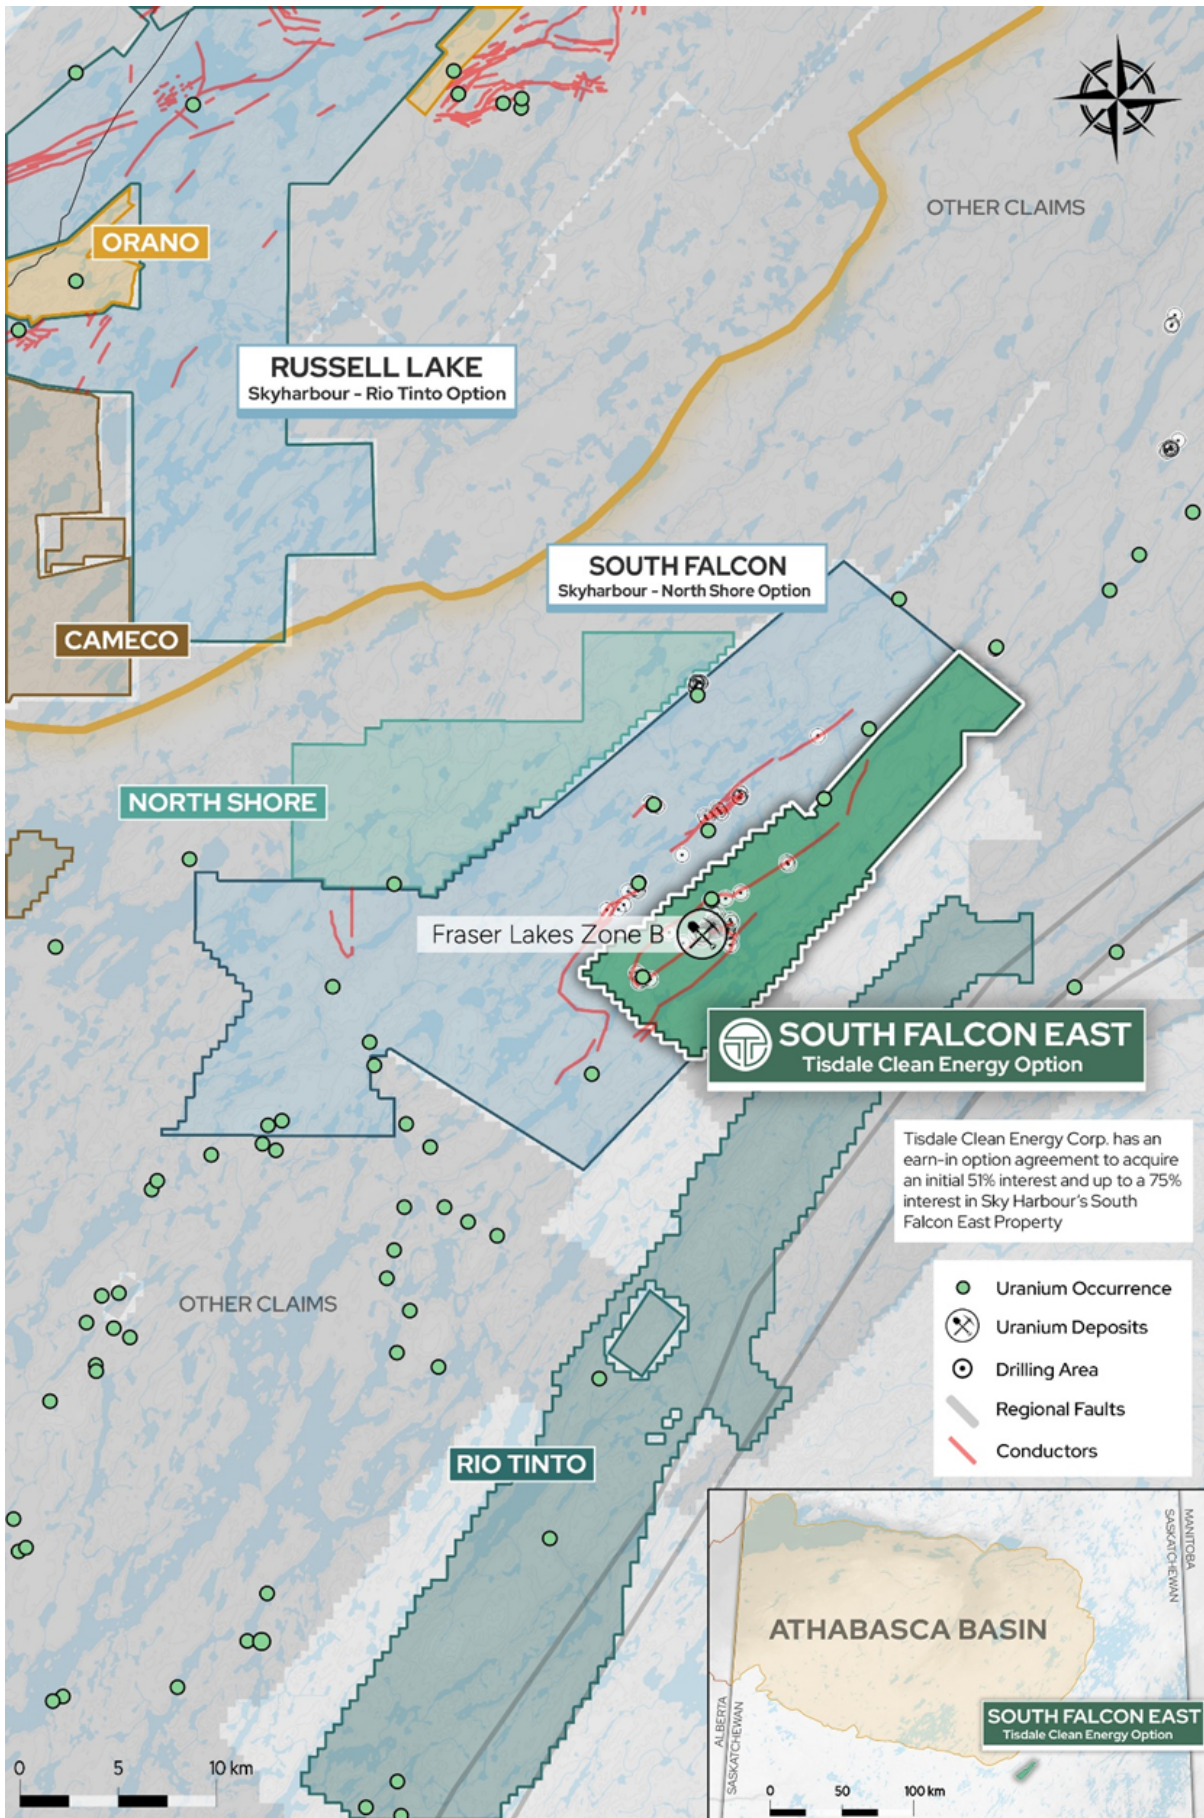 OTHER CLAIMS
ORANO
RUSSELL LAKE
Skyharbour - Rio Tinto Option
SOUTH FALCON
Skyharbour - North Shore Option
CAMECO
NORTH SHORE
Fraser Lakes Zone B
SOUTH FALCON EAST
Tisdale Clean Energy Option
Tisdale Clean Energy Corp. has an
earn-in option agreement to acquire
an initial 51% interest and up to a 75%
interest in Sky Harbour's South
Falcon East Property
OTHER CLAIMS
Uranium Occurrence
Uranium Deposits
Drilling Area
Regional Faults
Conductors
RIO TINTO
MANITOBA
SASKATCHEWAN
ATHABASCA BASIN
ALBERTA
SASKATCHEWAN
SOUTH FALCON EAST
Tisdale Clean Energy Option
0 5 10 km
0 50 100 km